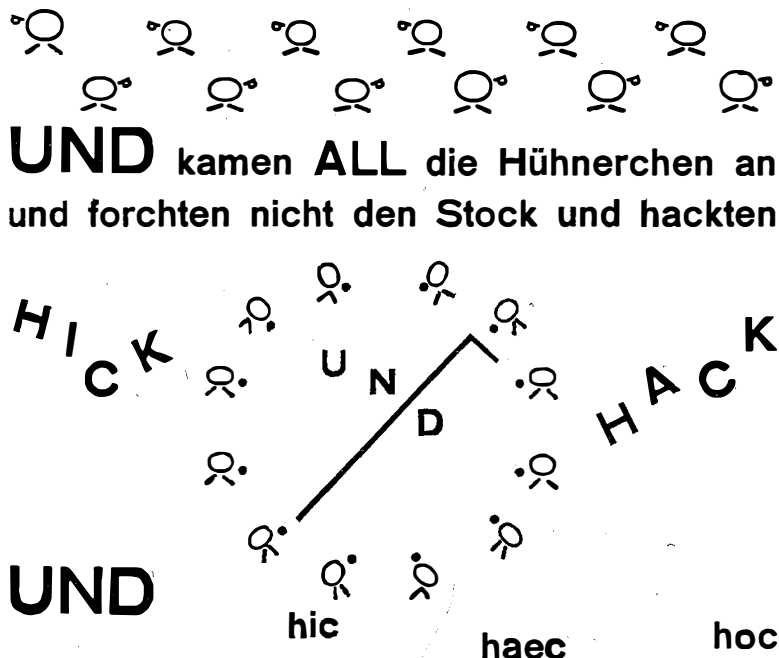 UND kamen ALL die Hühnerchen an
und forchten nicht den Stock und hackten
HICK UND HACK
UND hic haec hoc